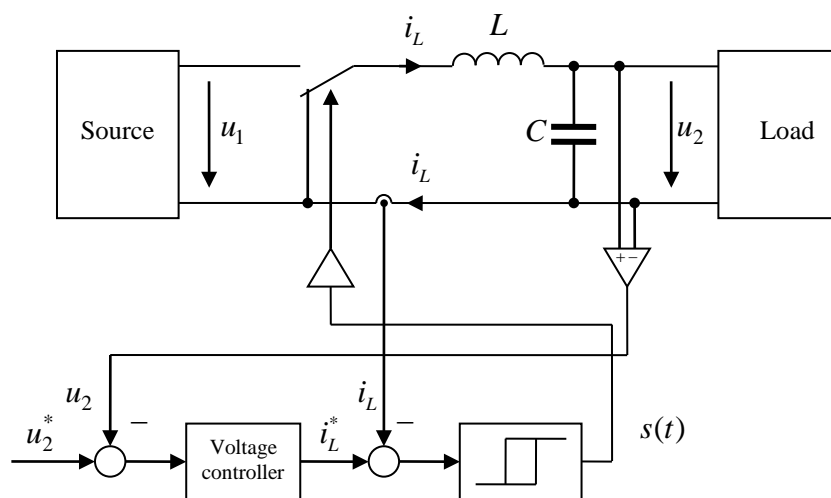 i_L
L
Source
u_1
C
u_2
Load
i_L
+ −
u_2
i_L
s(t)
u_2^*
−
Voltage
controller
i_L^*
−